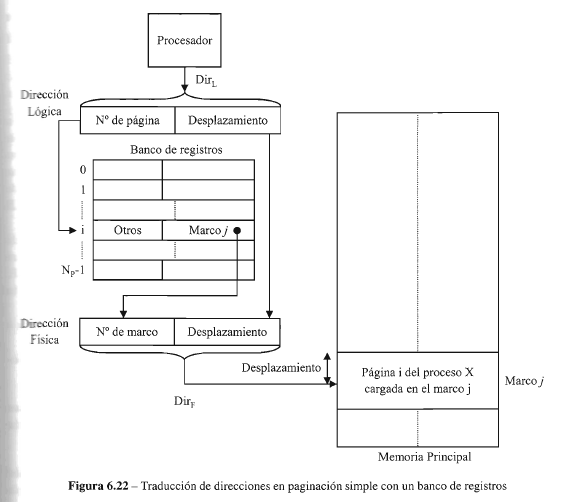 Procesador
Dir_L
Dirección
Lógica
Nº de página Desplazamiento
Banco de registros
0
1
i Otros Marco j
N_P-1
Dirección
Física
Nº de marco Desplazamiento
Desplazamiento
Página i del proceso X
cargada en el marco j
Marco j
Dir_F
Memoria Principal
Figura 6.22 – Traducción de direcciones en paginación simple con un banco de registros